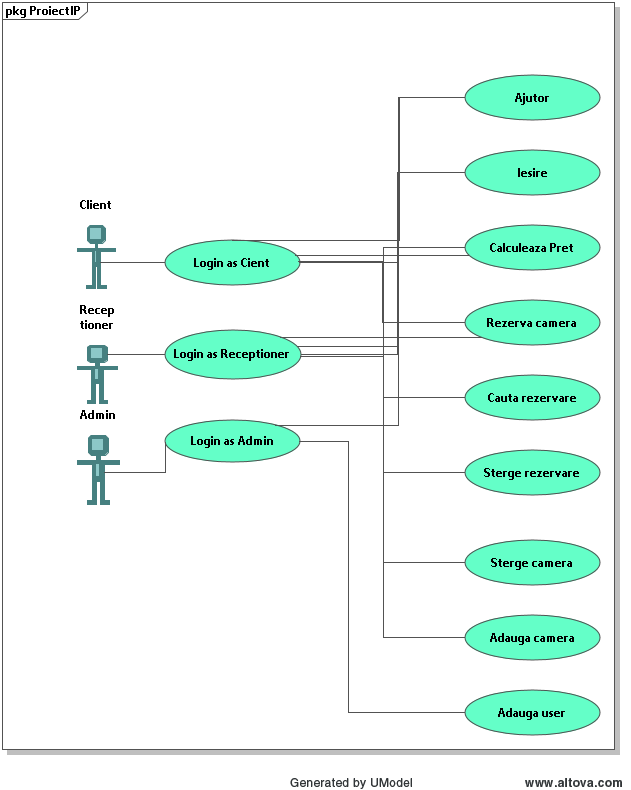 pkg ProiectIP
Ajutor
Iesire
Client
Calculeaza Pret
Login as Cient
Recep
tioner
Rezerva camera
Login as Receptioner
Cauta rezervare
Admin
Login as Admin
Sterge rezervare
Sterge camera
Adauga camera
Adauga user
Generated by UModel
www.altova.com